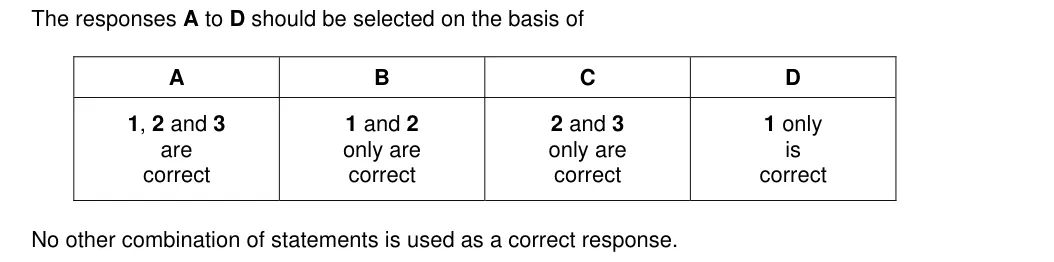 The responses A to D should be selected on the basis of
A B C D
1, 2 and 3 1 and 2 2 and 3 1 only
are only are only are is
correct correct correct correct
No other combination of statements is used as a correct response.